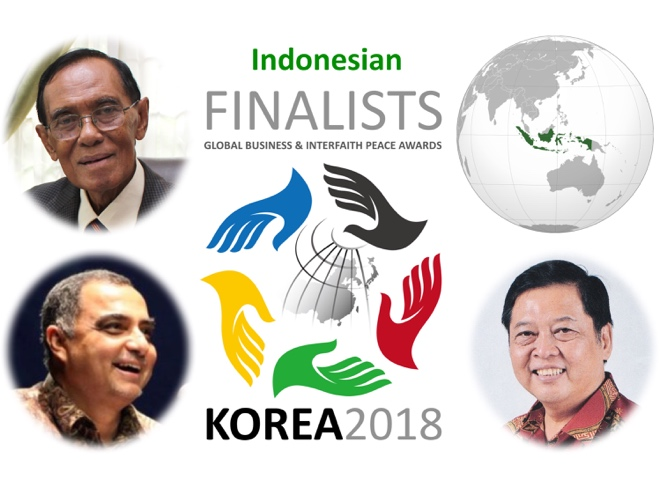 Indonesian
FINALISTS
GLOBAL BUSINESS & INTERFAITH PEACE AWARDS
KOREA2018